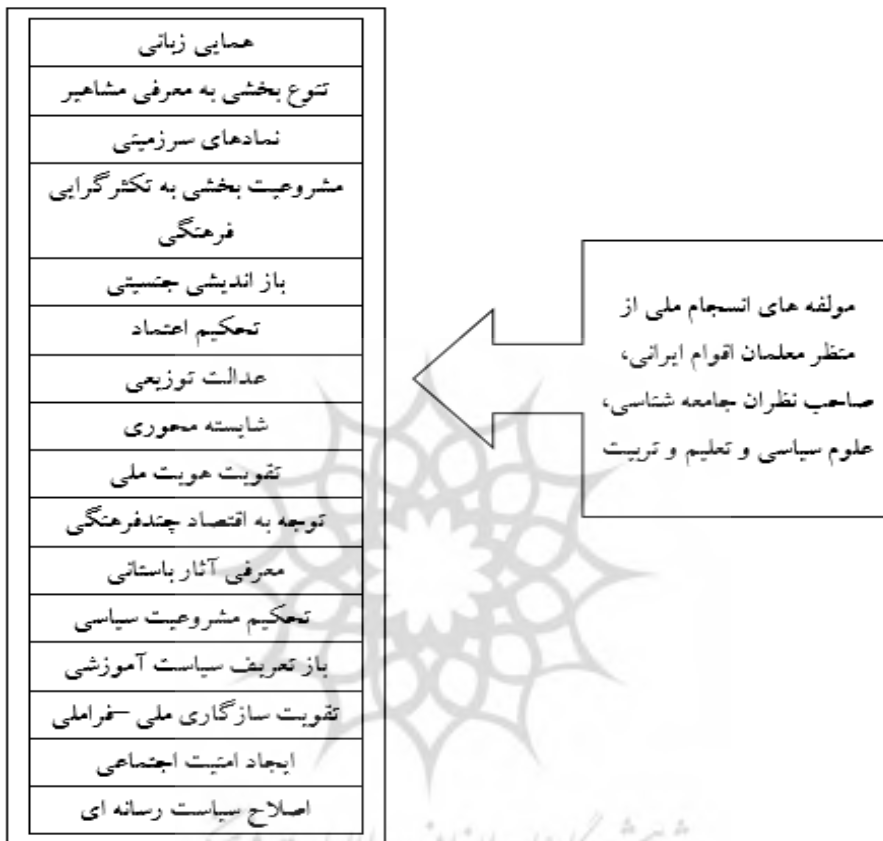 همایی زبانی
تنوع بخشی به معرفی مشاهیر
نمادهای سرزمینی
مشروعیت بخشی به تکثرگرایی
فرهنگی
باز اندیشی جنسیتی
تحکیم اعتماد
عدالت توزیعی
شایسته محوری
تقویت هویت ملی
توجه به اقتصاد چندفرهنگی
معرفی آثار باستانی
تحکیم مشروعیت سیاسی
باز تعریف سیاست آموزشی
تقویت سازگاری ملی –فراملی
ایجاد امنیت اجتماعی
اصلاح سیاست رسانه ای
مولفه های انسجام ملی از
منظر معلمان اقوام ایرانی،
صاحب نظران جامعه شناسی،
علوم سیاسی و تعلیم و تربیت